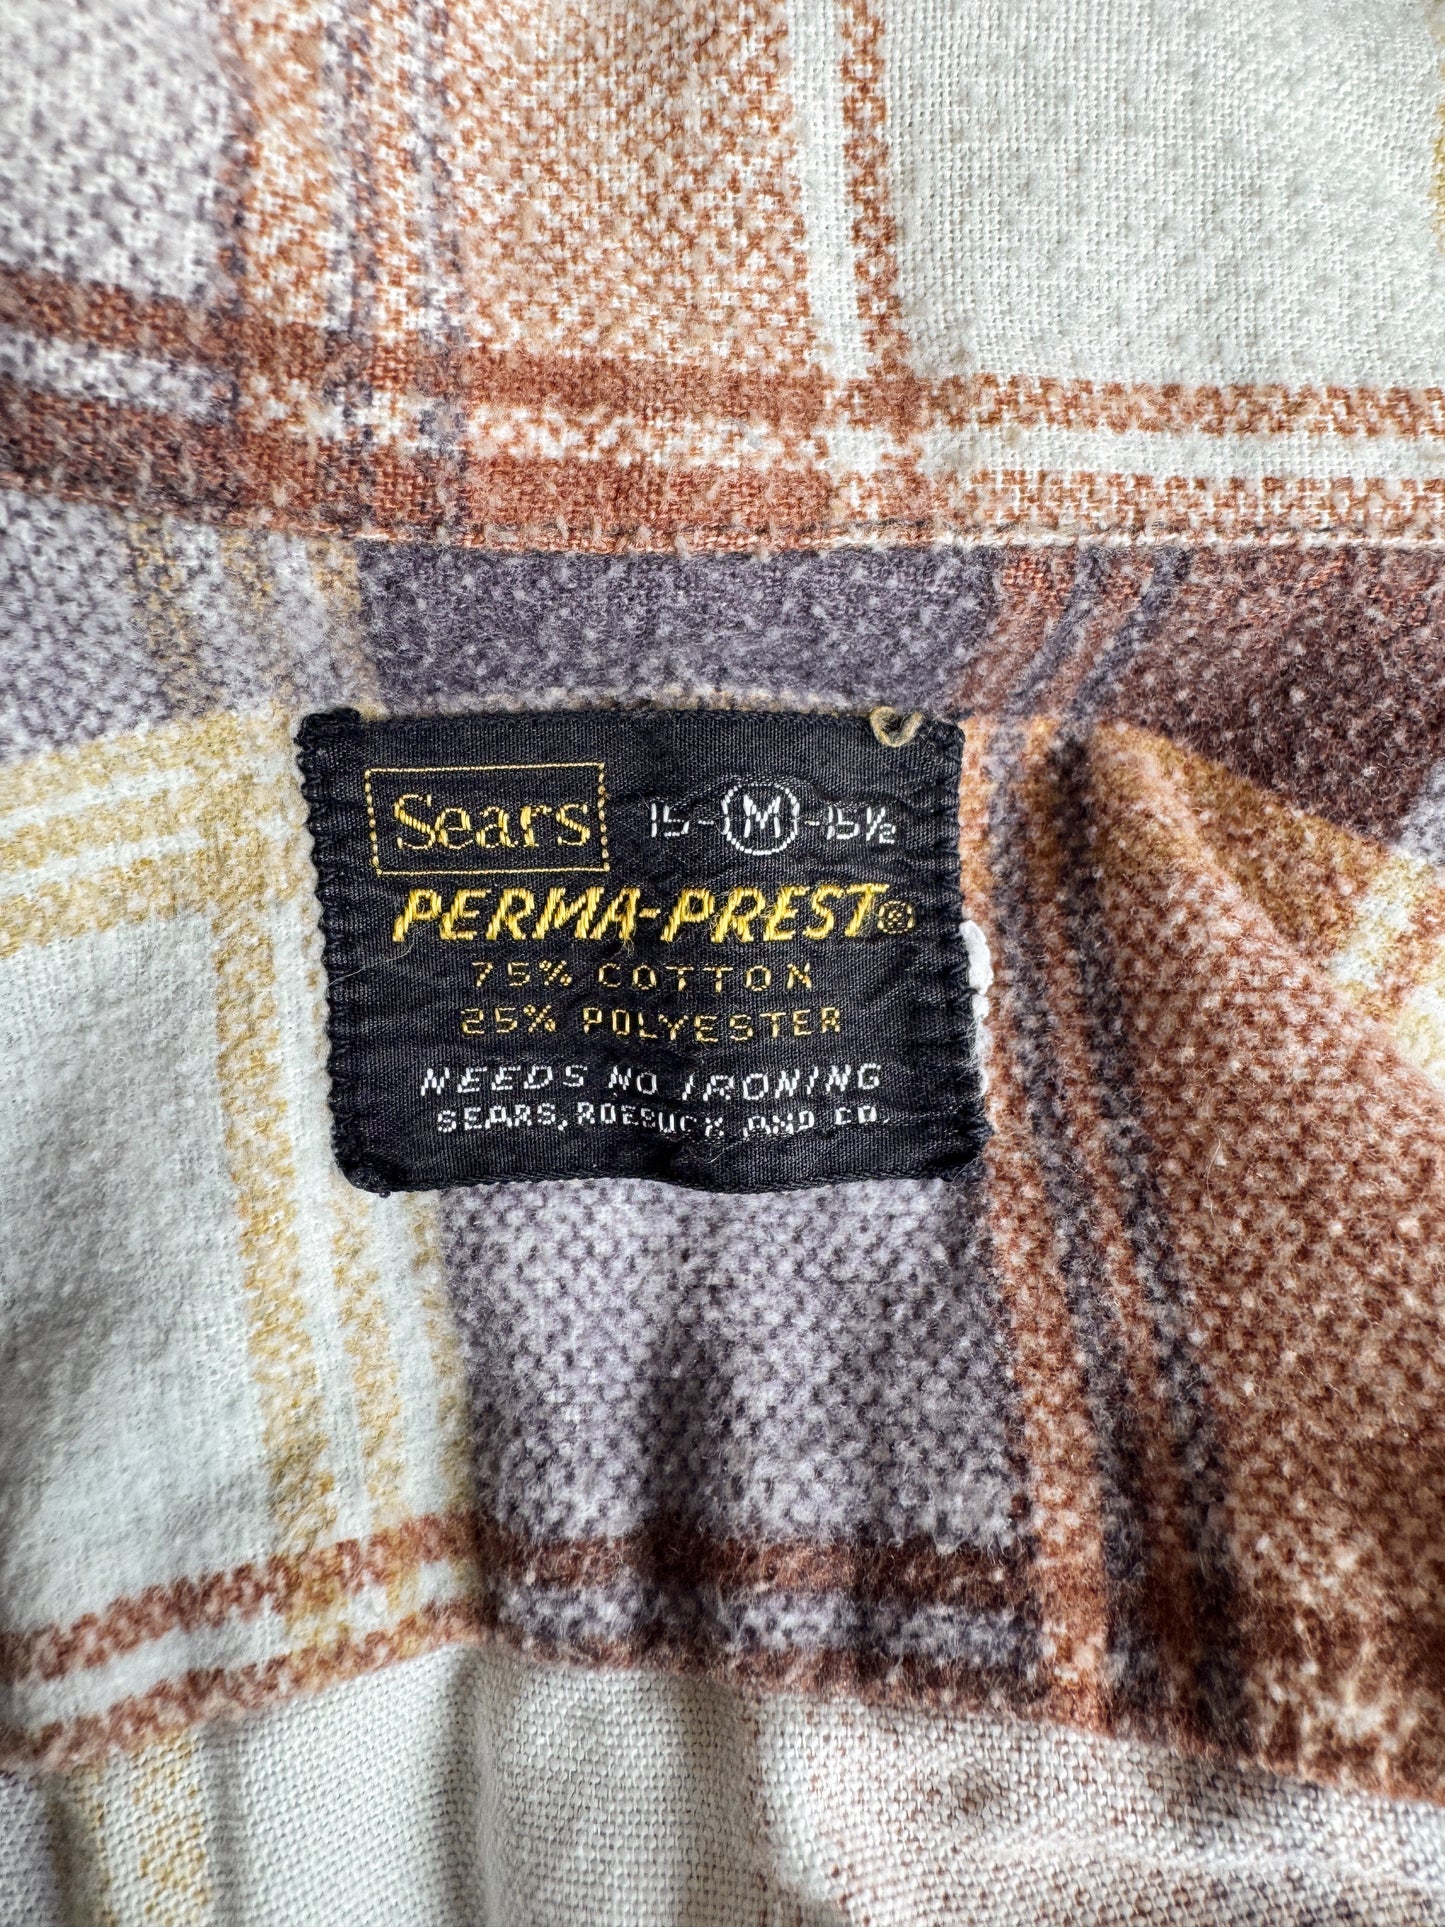 Sears 15-M-15½
PERMA-PREST®
75% COTTON
25% POLYESTER
NEEDS NO IRONING
SEARS, ROEBUCK AND CO.